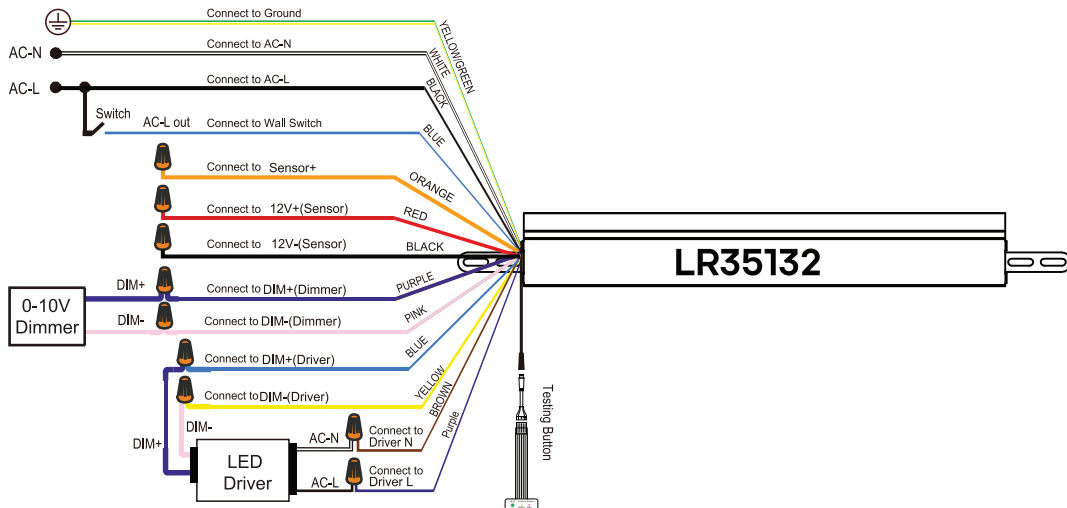 Connect to Ground
YELLOW/GREEN
AC-N
Connect to AC-N
WHITE
AC-L
Connect to AC-L
BLACK
Switch
AC-L out
Connect to Wall Switch
BLUE
Connect to Sensor+
ORANGE
Connect to 12V+(Sensor)
RED
Connect to 12V-(Sensor)
BLACK
LR35132
DIM+
Connect to DIM+(Dimmer)
PURPLE
0-10V
Dimmer
DIM-
Connect to DIM-(Dimmer)
PINK
Connect to DIM+(Driver)
BLUE
Connect to DIM-(Driver)
YELLOW
BROWN
Purple
DIM+
DIM-
LED
Driver
AC-N
Connect to
Driver N
AC-L
Connect to
Driver L
Testing Button